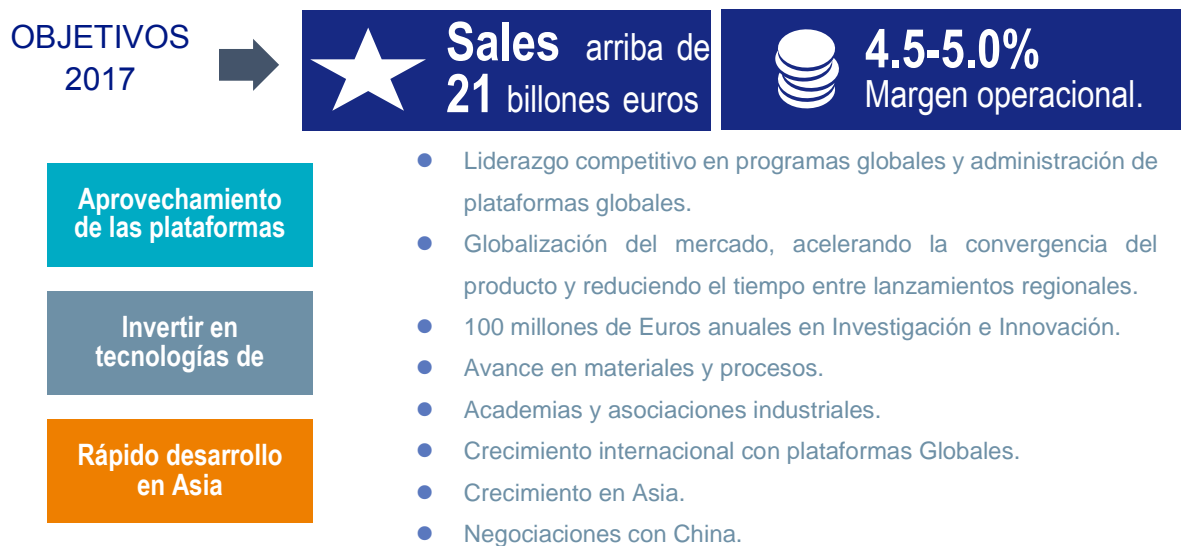 OBJETIVOS
2017
Sales arriba de
21 billones euros
4.5-5.0%
Margen operacional.
Aprovechamiento
de las plataformas
Invertir en
tecnologías de
Rápido desarrollo
en Asia
● Liderazgo competitivo en programas globales y administración de
plataformas globales.
● Globalización del mercado, acelerando la convergencia del
producto y reduciendo el tiempo entre lanzamientos regionales.
● 100 millones de Euros anuales en Investigación e Innovación.
● Avance en materiales y procesos.
● Academias y asociaciones industriales.
● Crecimiento internacional con plataformas Globales.
● Crecimiento en Asia.
● Negociaciones con China.